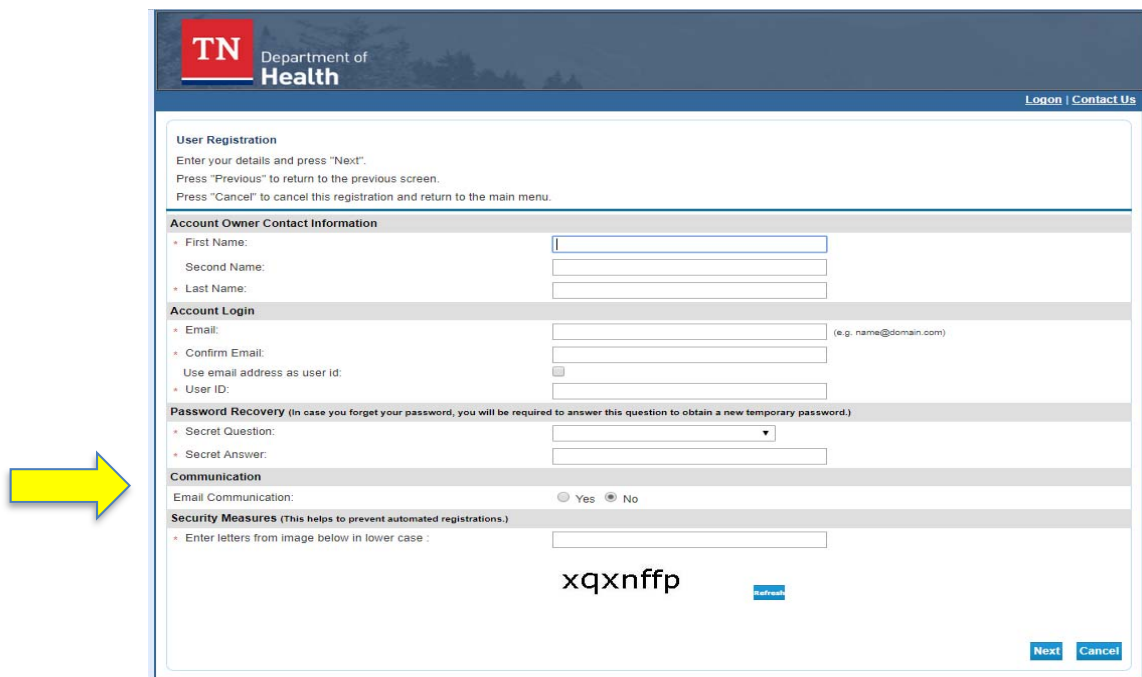 TN
Department of
Health
Logon | Contact Us
User Registration
Enter your details and press "Next".
Press "Previous" to return to the previous screen.
Press "Cancel" to cancel this registration and return to the main menu.
Account Owner Contact Information
* First Name:
Second Name:
* Last Name:
Account Login
* Email: (e.g. name@domain.com)
* Confirm Email:
Use email address as user id:
* User ID:
Password Recovery (In case you forget your password, you will be required to answer this question to obtain a new temporary password.)
* Secret Question:
* Secret Answer:
Communication
Email Communication: Yes No
Security Measures (This helps to prevent automated registrations.)
* Enter letters from image below in lower case :
xqxnffp Refresh
Next Cancel